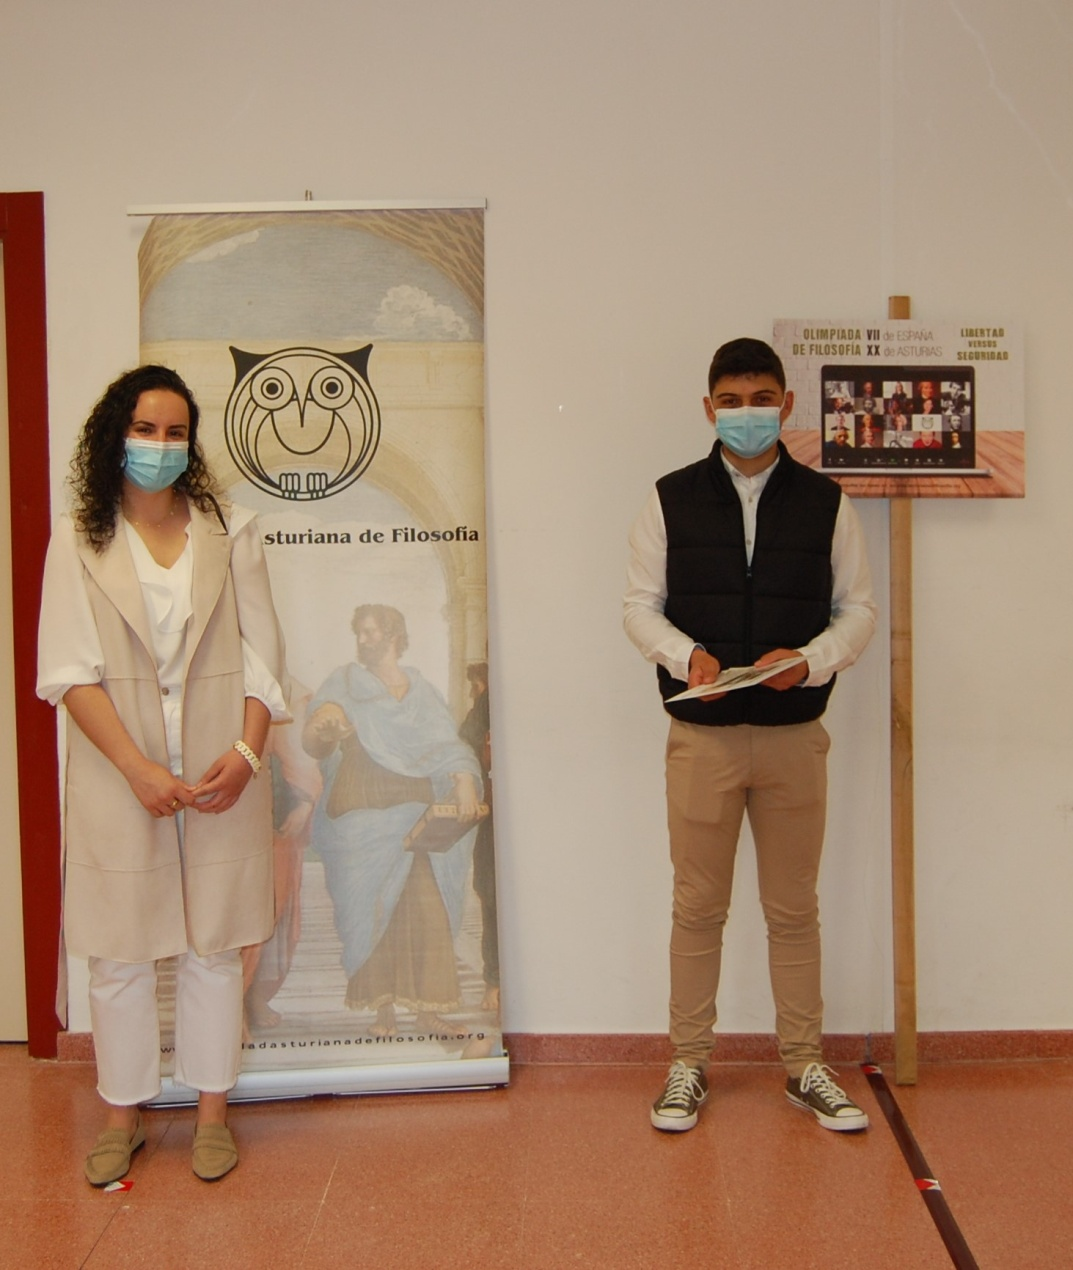 sturiana de Filosofía
w
ladasturianadefilosofia.org
OLIMPIADA VII de ESPAÑA
DE FILOSOFÍA XX de ASTURIAS
LIBERTAD
VERSUS
SEGURIDAD